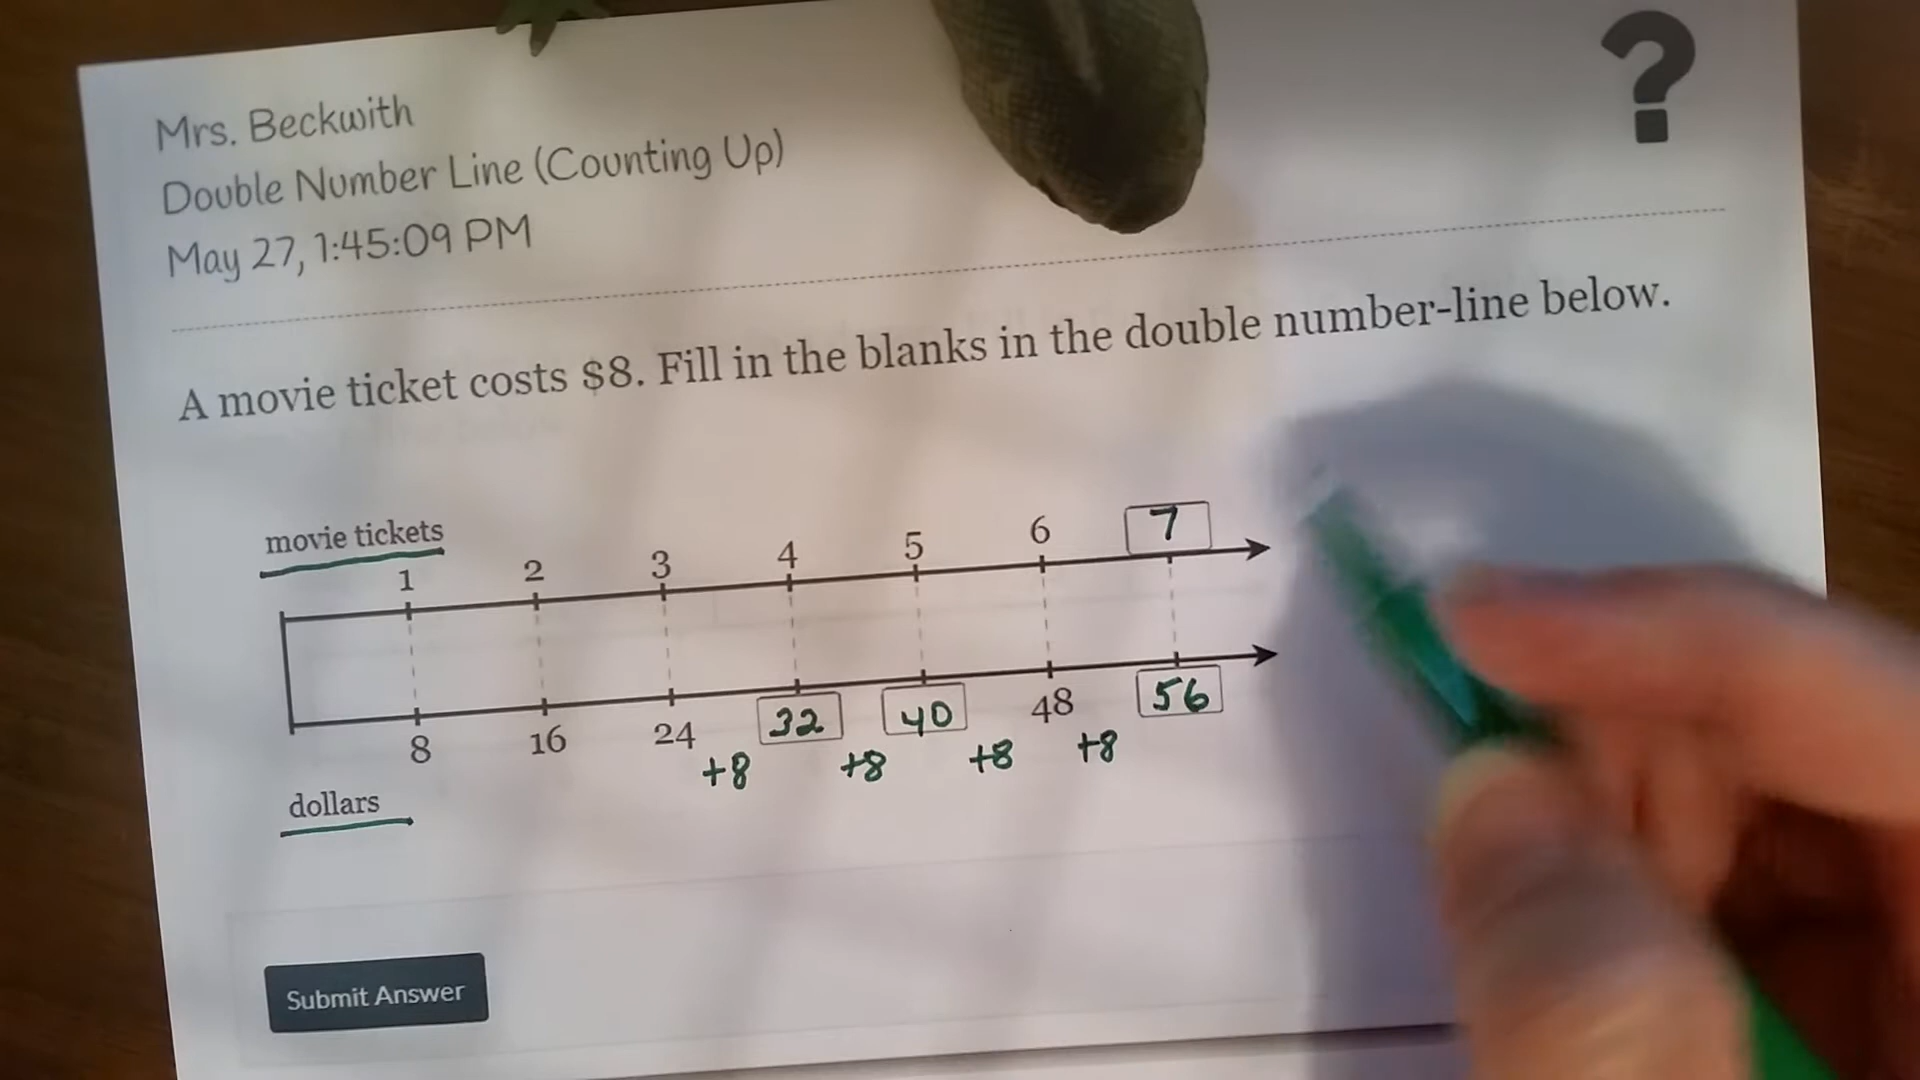 ?
Mrs. Beckwith
Double Number Line (Counting Up)
May 27, 1:45:09 PM
A movie ticket costs $8. Fill in the blanks in the double number-line below.
movie tickets
1 2 3 4 5 6 7
8 16 24 32 40 48 56
+8 +8 +8 +8
dollars
Submit Answer